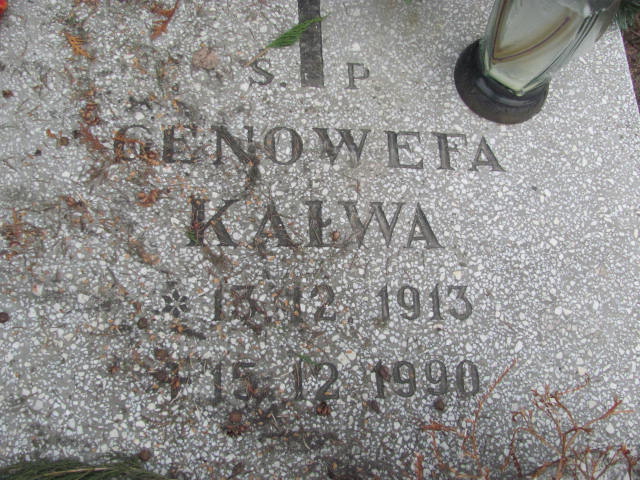 S. P
GENOWEFA
KAŁWA
* 13.12.1913
† 15.12.1990